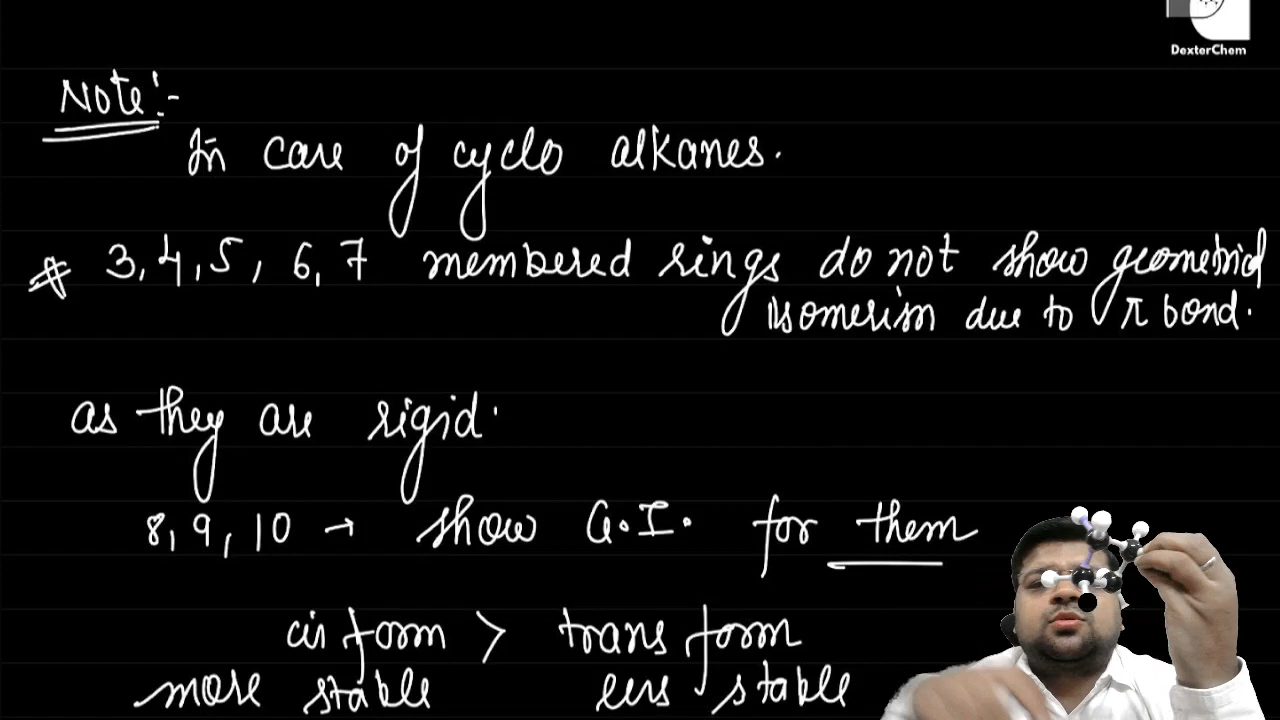 DexterChem
Note:-
In case of cyclo alkanes.
* 3, 4, 5, 6, 7 membered rings do not show geometrical
isomerism due to π bond.
as they are rigid.
8, 9, 10 → show G.I. for them
cis form > trans form
more stable less stable